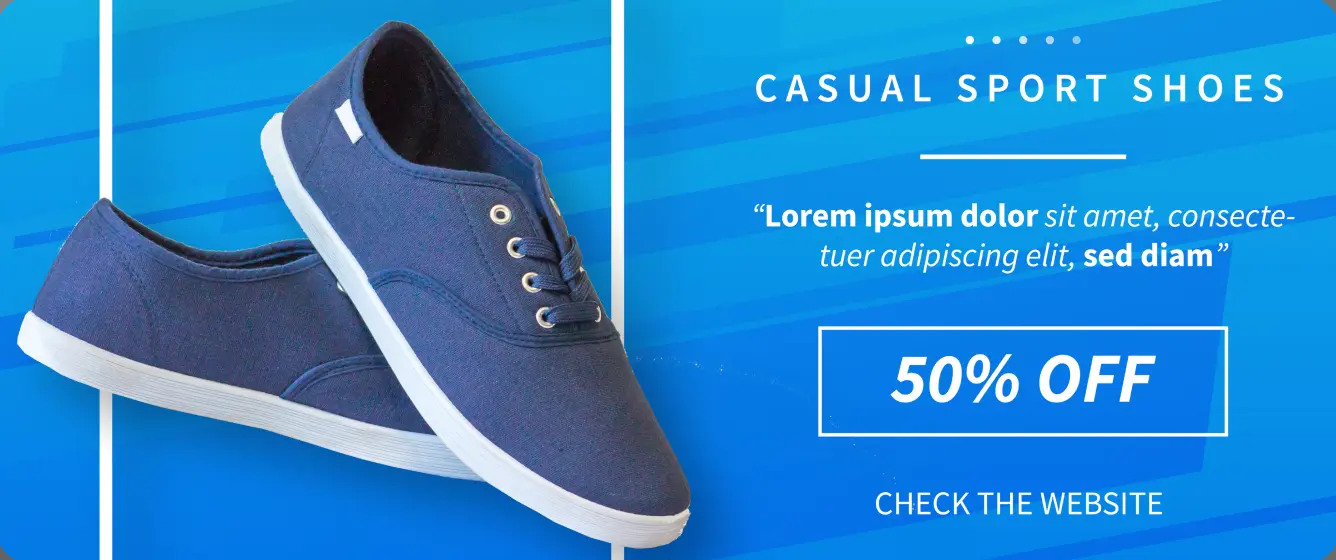 CASUAL SPORT SHOES
“Lorem ipsum dolor sit amet, consecte-
tuer adipiscing elit, sed diam”
50% OFF
CHECK THE WEBSITE